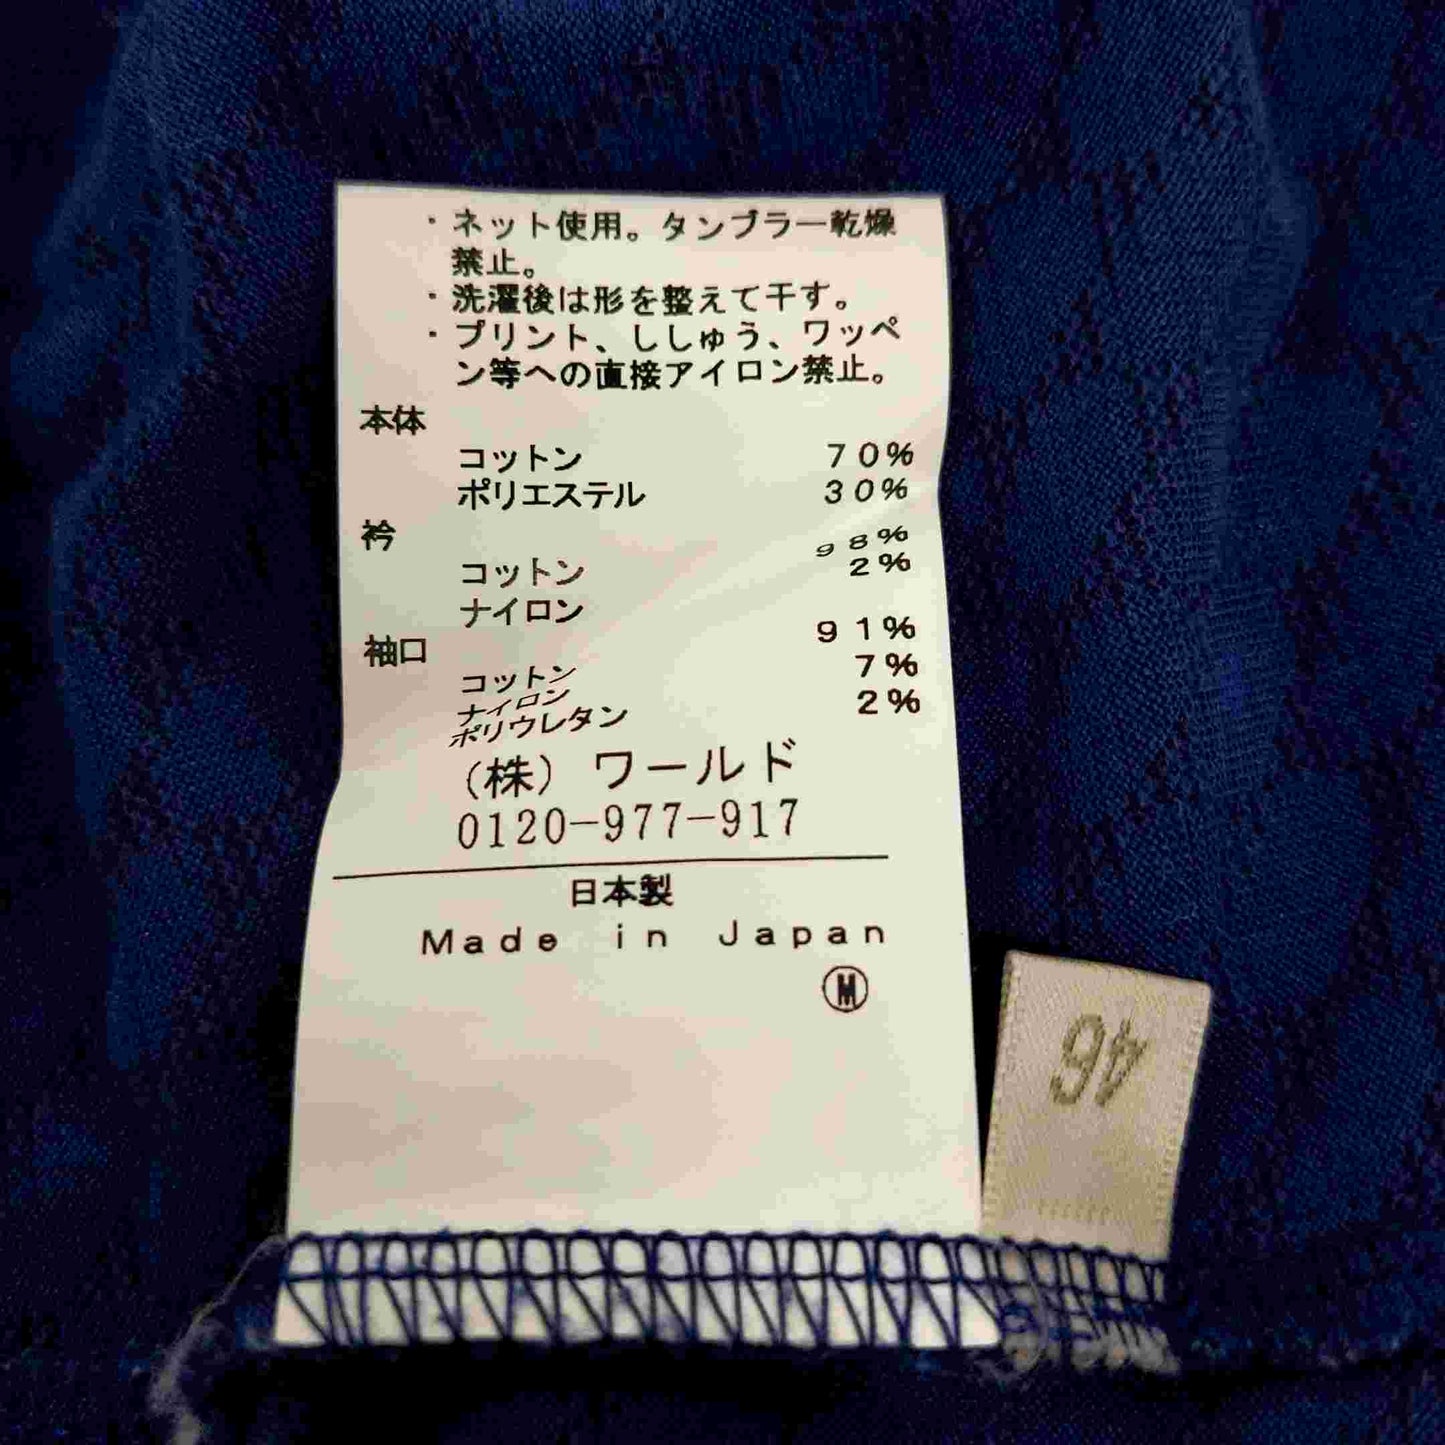 ・ネット使用。タンブラー乾燥
禁止。
・洗濯後は形を整えて干す。
・プリント、ししゅう、ワッペ
ン等への直接アイロン禁止。
本体
コットン 70%
ポリエステル 30%
衿
コットン 98%
ナイロン 2%
袖口
コットン 91%
ナイロン 7%
ポリウレタン 2%
(株) ワールド
0120-977-917
日本製
Made in Japan
Ⓜ
46